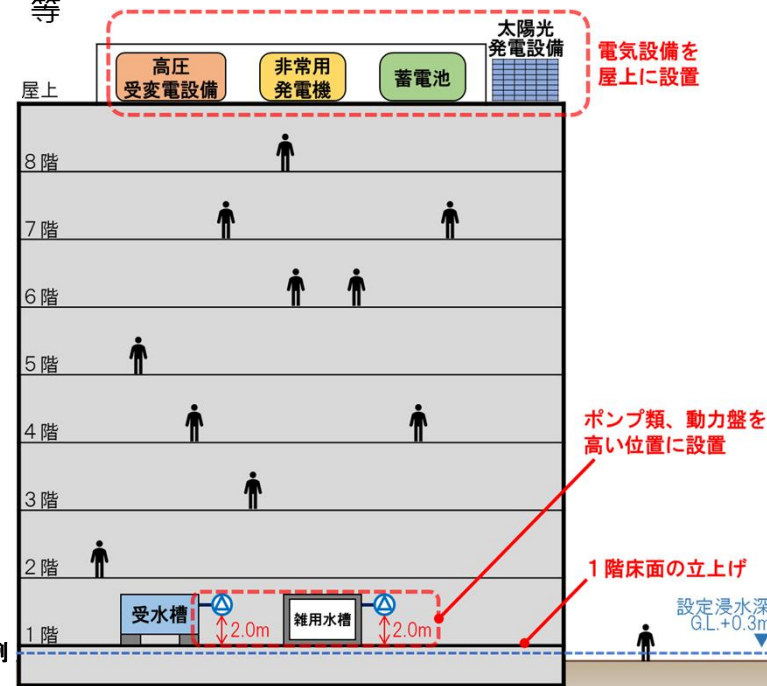 等
太陽光
発電設備
高圧
受変電設備
非常用
発電機
蓄電池
電気設備を
屋上に設置
屋上
8階
7階
6階
5階
4階
ポンプ類、動力盤を
高い位置に設置
3階
2階
1階床面の立上げ
受水槽
2.0m
雑用水槽
2.0m
1階
設定浸水深
G.L.+0.3m
例